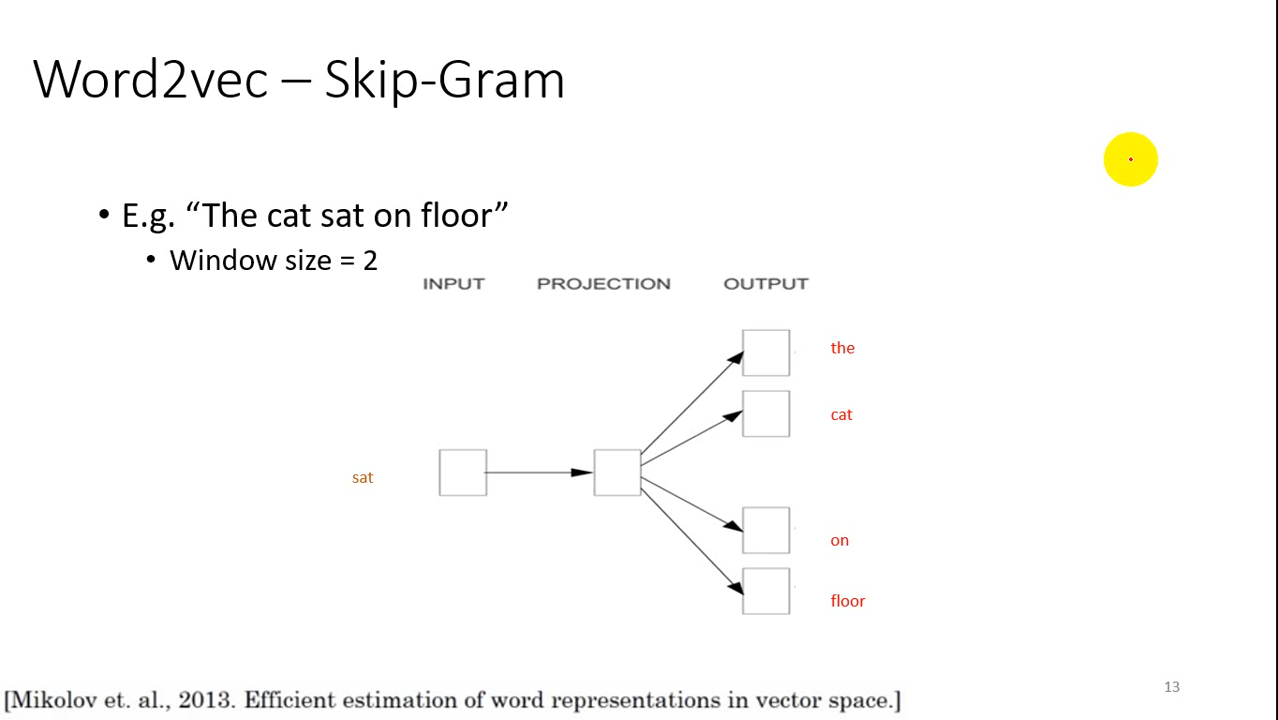 Word2vec – Skip-Gram
• E.g. “The cat sat on floor”
• Window size = 2
INPUT PROJECTION OUTPUT
the
cat
sat
on
floor
13
[Mikolov et. al., 2013. Efficient estimation of word representations in vector space.]